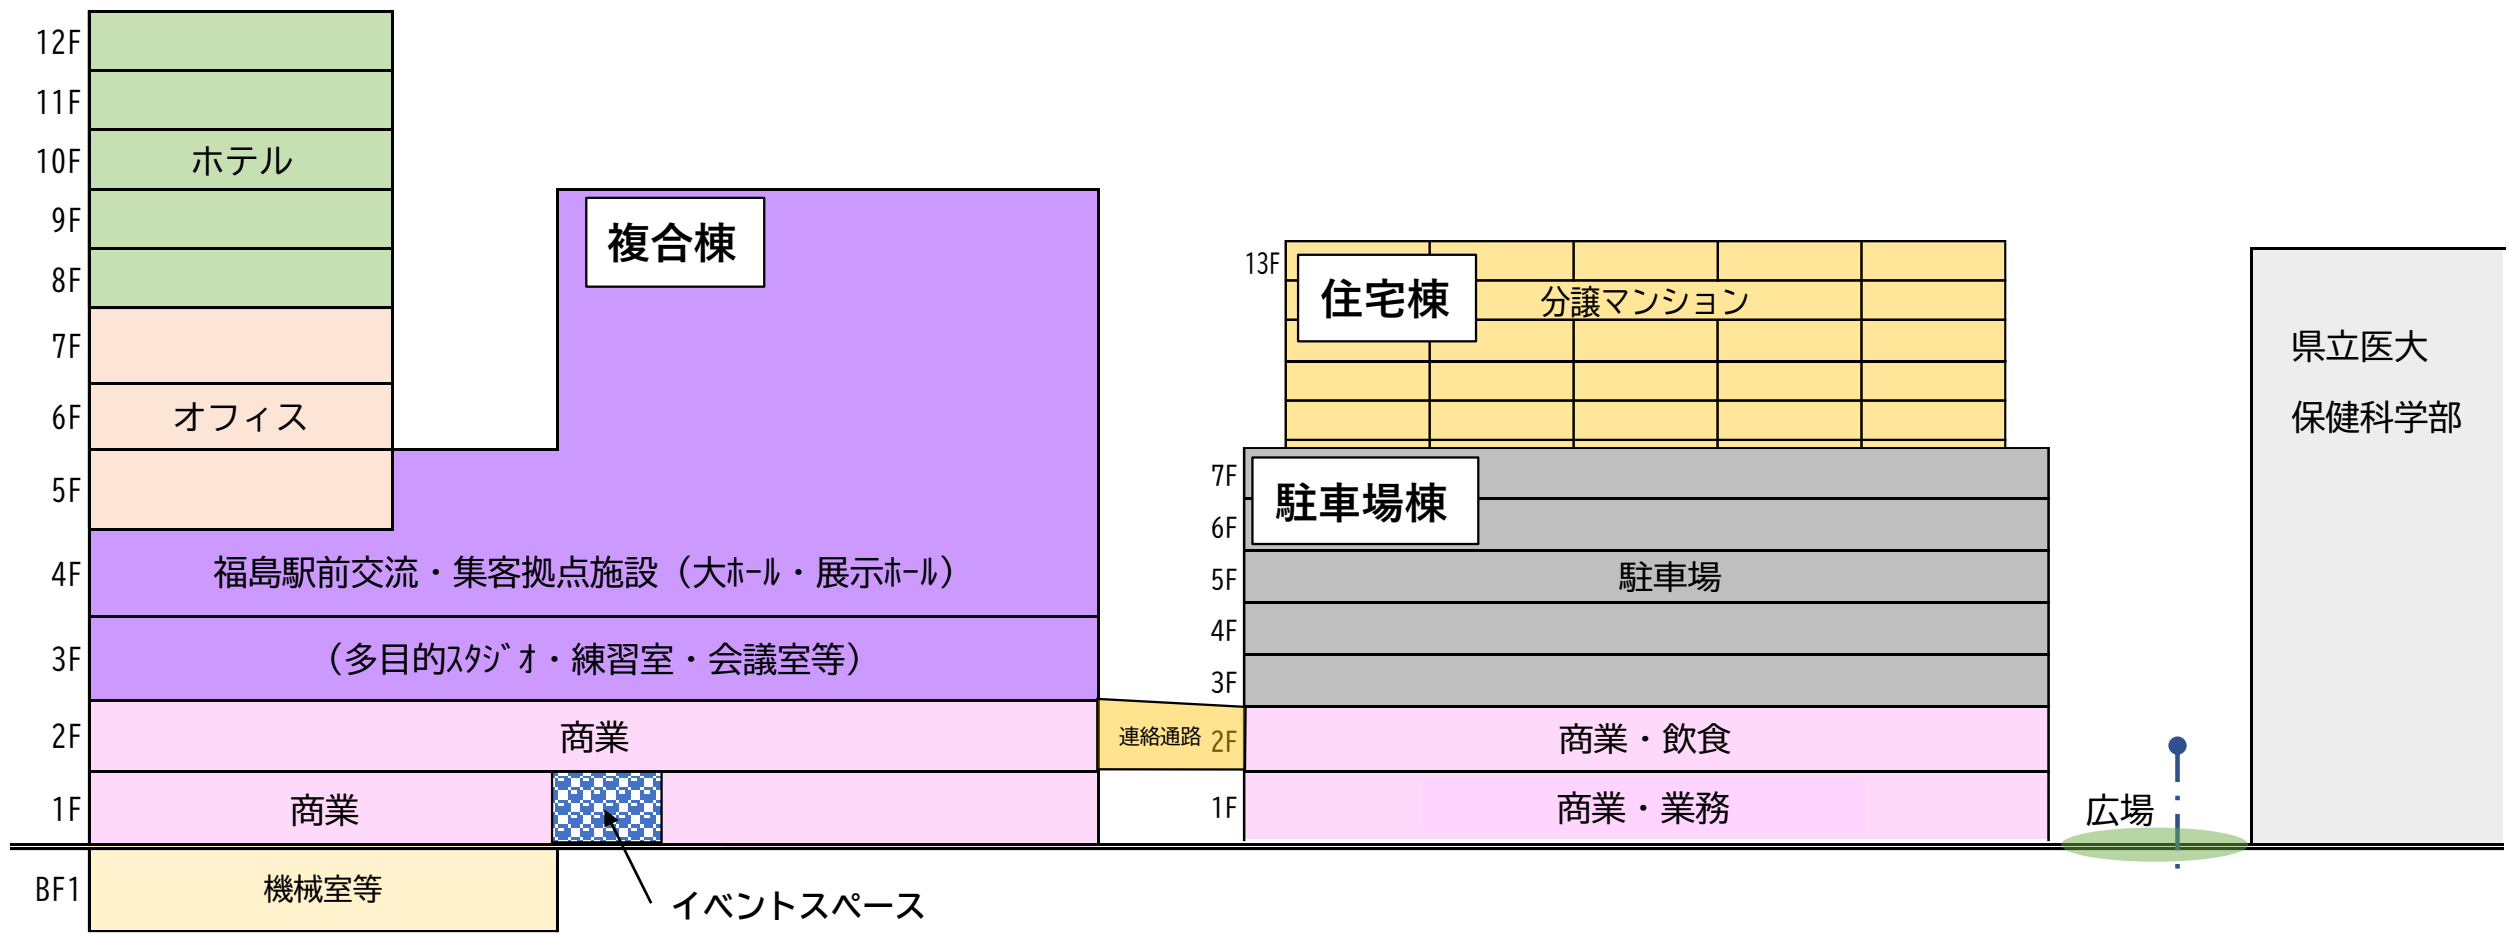 12F
11F
10F
ホテル
9F
8F
7F
6F
オフィス
5F
複合棟
4F
福島駅前交流・集客拠点施設（大ﾎｰﾙ・展示ﾎｰﾙ）
3F
（多目的ｽﾀｼﾞｵ・練習室・会議室等）
2F
商業
1F
商業
BF1
機械室等
イベントスペース
連絡通路
13F
住宅棟
分譲マンション
7F
駐車場棟
6F
5F
駐車場
4F
3F
2F
商業・飲食
1F
商業・業務
広場
県立医大
保健科学部